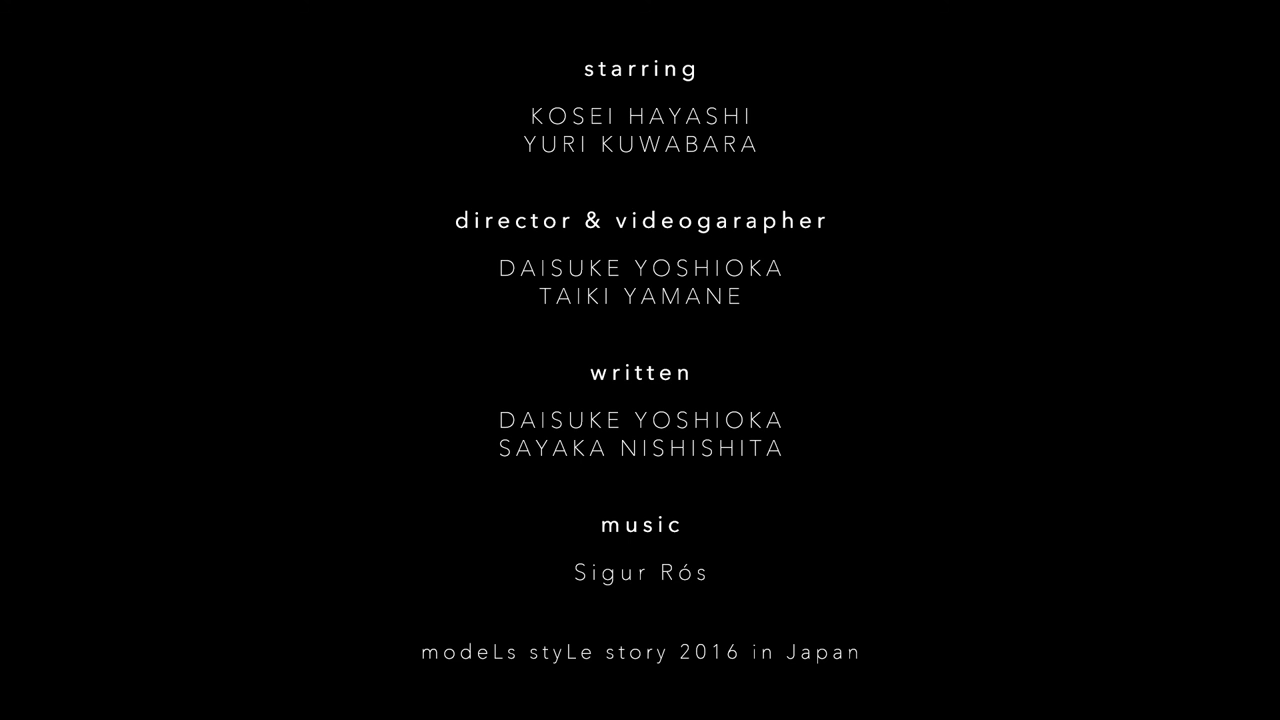 starring
KOSEI HAYASHI
YURI KUWABARA
director & videogarapher
DAISUKE YOSHIOKA
TAIKI YAMANE
written
DAISUKE YOSHIOKA
SAYAKA NISHISHITA
music
Sigur Rós
modeLs styLe story 2016 in Japan